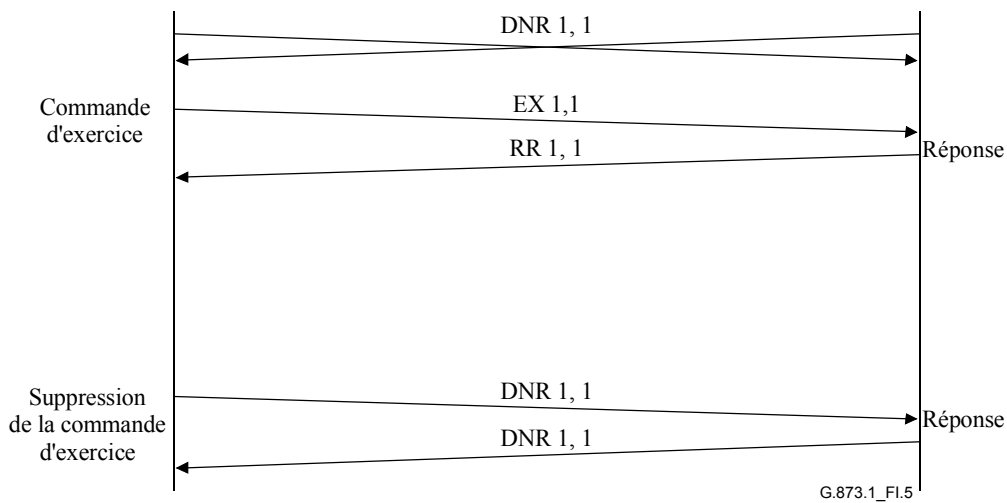 DNR 1, 1
Commande
d'exercice
EX 1,1
RR 1, 1
Réponse
Suppression
de la commande
d'exercice
DNR 1, 1
Réponse
DNR 1, 1
G.873.1_FI.5